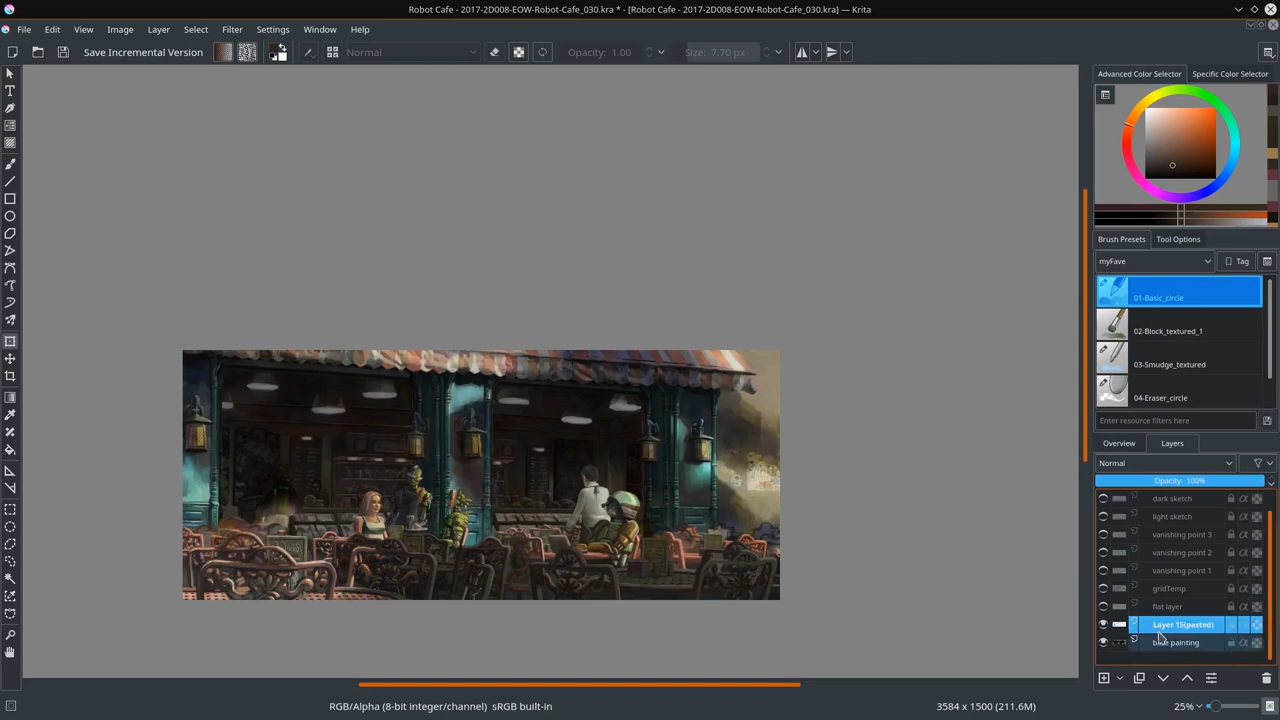 Robot Cafe - 2017-2D008-EOW-Robot-Cafe_030.kra * - [Robot Cafe - 2017-2D008-EOW-Robot-Cafe_030.kra] — Krita
File Edit View Image Layer Select Filter Settings Window Help
Save Incremental Version Normal Opacity: 1.00 Size: 7.70 px
Advanced Color Selector Specific Color Selector
Brush Presets Tool Options
myFave Tag
01-Basic_circle
02-Block_textured_1
03-Smudge_textured
04-Eraser_circle
Enter resource filters here
Overview Layers
Normal
Opacity: 100%
dark sketch
light sketch
vanishing point 3
vanishing point 2
vanishing point 1
gridTemp
flat layer
Layer 15(pasted)
base painting
RGB/Alpha (8-bit integer/channel) sRGB built-in 3584 x 1500 (211.6M) 25%